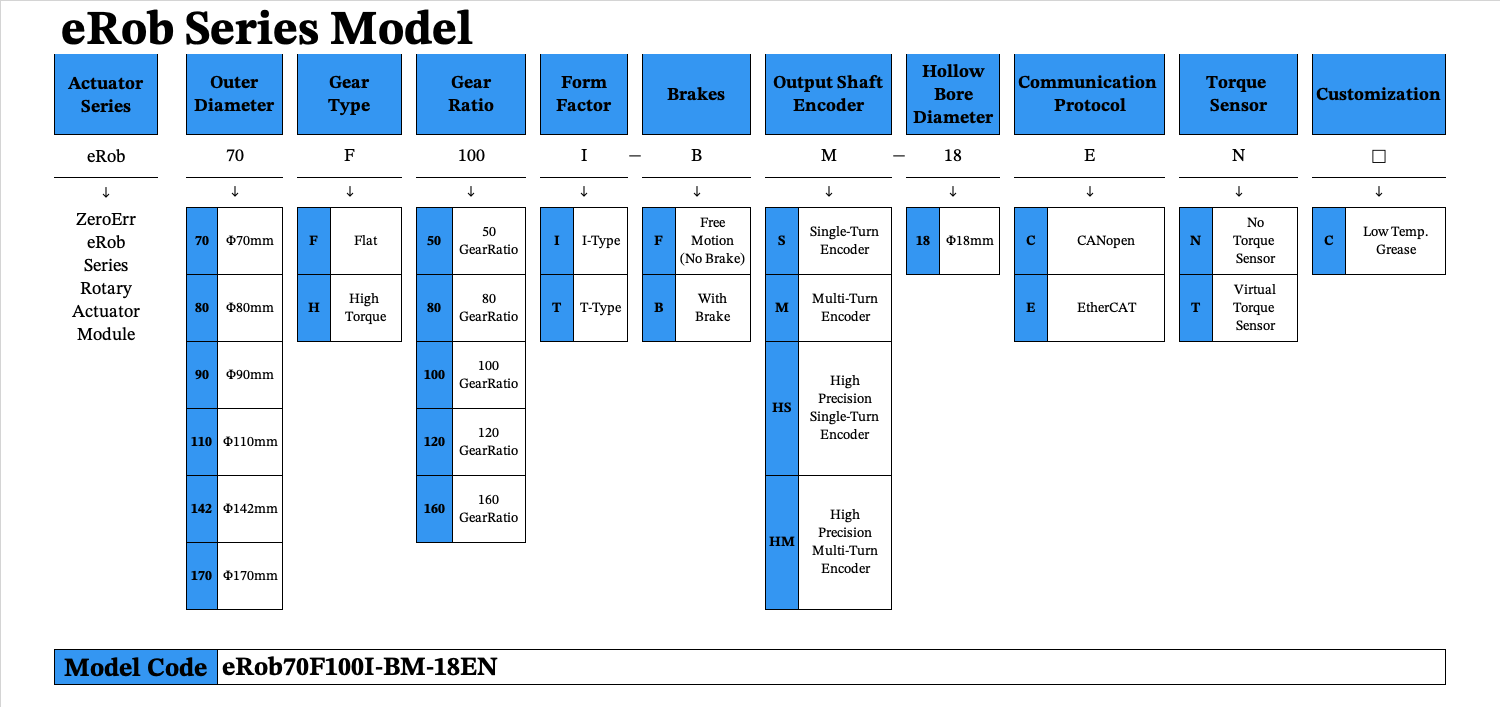 eRob Series Model
Actuator
Series
Outer
Diameter
Gear
Type
Gear
Ratio
Form
Factor
Brakes
Output Shaft
Encoder
Hollow
Bore
Diameter
Communication
Protocol
Torque
Sensor
Customization
eRob 70 F 100 I – B M – 18 E N □
↓ ↓ ↓ ↓ ↓ ↓ ↓ ↓ ↓ ↓ ↓
ZeroErr
eRob
Series
Rotary
Actuator
Module
70 Φ70mm
80 Φ80mm
90 Φ90mm
110 Φ110mm
142 Φ142mm
170 Φ170mm
F Flat
H High
Torque
50 50
GearRatio
80 80
GearRatio
100 100
GearRatio
120 120
GearRatio
160 160
GearRatio
I I-Type
T T-Type
F Free
Motion
(No Brake)
B With
Brake
S Single-Turn
Encoder
M Multi-Turn
Encoder
HS High
Precision
Single-Turn
Encoder
HM High
Precision
Multi-Turn
Encoder
18 Φ18mm
C CANopen
E EtherCAT
N No
Torque
Sensor
T Virtual
Torque
Sensor
C Low Temp.
Grease
Model Code eRob70F100I-BM-18EN